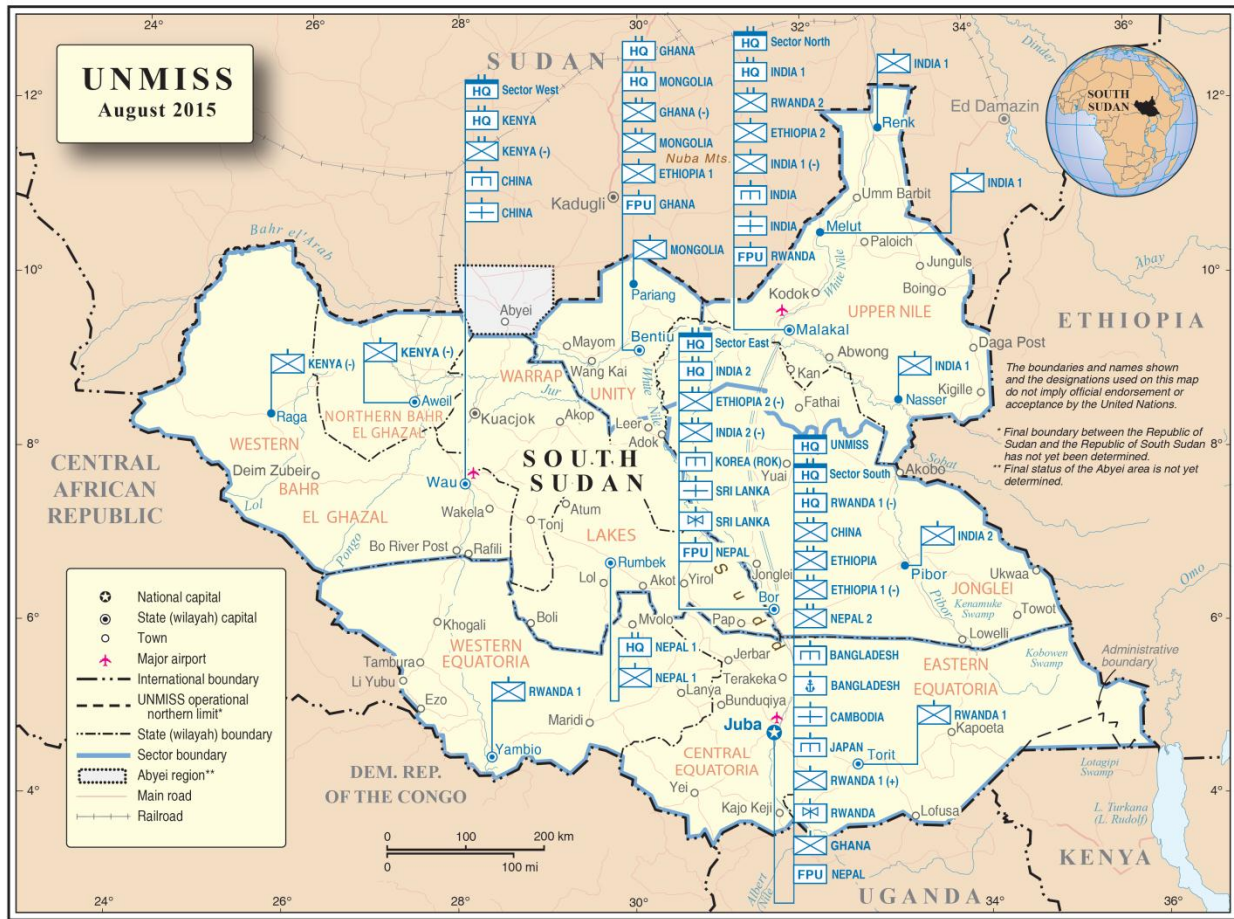 UNMISS
August 2015
24°
26°
28°
30°
32°
34°
36°
12°
10°
8°
6°
4°
12°
10°
8°
6°
4°
24°
26°
28°
30°
32°
34°
36°
SUDAN
HQ Sector West
HQ KENYA
KENYA (-)
CHINA
CHINA
HQ GHANA
HQ MONGOLIA
GHANA (-)
MONGOLIA
ETHIOPIA 1
FPU GHANA
MONGOLIA
Nuba Mts.
HQ Sector North
HQ INDIA 1
RWANDA 2
ETHIOPIA 2
INDIA 1 (-)
INDIA
INDIA
FPU RWANDA
INDIA 1
Renk
INDIA 1
Melut
Ed Damazin
Dinder
SOUTH
SUDAN
Kadugli
Umm Barbit
Paloich
Junguls
Boing
Kodok
White Nile
UPPER NILE
Malakal
Abay
ETHIOPIA
Daga Post
Bahr el'Arab
Abyei
Pariang
Bentiu
Mayom
Wang Kai
WARRAP
UNITY
Jur
White
Nile
Abwong
Kan
Fathai
INDIA 1
Nasser
Kigille
The boundaries and names shown
and the designations used on this map
do not imply official endorsement or
acceptance by the United Nations.
* Final boundary between the Republic of
Sudan and the Republic of South Sudan
has not yet been determined.
** Final status of the Abyei area is not yet
determined.
KENYA (-)
Raga
KENYA (-)
Aweil
NORTHERN BAHR
EL GHAZAL
Kuacjok
Akop
Leer
Adok
WESTERN
BAHR
EL GHAZAL
Deim Zubeir
Lol
Pongo
Wau
Wakela
Bo River Post
Rafili
SOUTH
SUDAN
Atum
Tonj
LAKES
Rumbek
Lol
Akot
Yirol
CENTRAL
AFRICAN
REPUBLIC
HQ Sector East
HQ INDIA 2
ETHIOPIA 2 (-)
INDIA 2 (-)
KOREA (ROK)
SRI LANKA
SRI LANKA
FPU NEPAL
Yuai
Sudd
Jonglei
Bor
Pap
HQ UNMISS
HQ Sector South
HQ RWANDA 1 (-)
CHINA
ETHIOPIA
ETHIOPIA 1 (-)
NEPAL 2
BANGLADESH
BANGLADESH
CAMBODIA
JAPAN
RWANDA 1 (+)
RWANDA
GHANA
FPU NEPAL
Akobo
Sobat
INDIA 2
Pibor
Pibor
Ukwaa
JONGLEI
Kenamuke
Swamp
Towot
Lowelli
Omo
Kobowen
Swamp
Administrative
boundary
EASTERN
EQUATORIA
RWANDA 1
Torit
Kapoeta
Lofusa
Lotagipi
Swamp
L. Turkana
(L. Rudolf)
KENYA
UGANDA
Albert
Nile
Khogali
Boli
Mvolo
HQ NEPAL 1
NEPAL 1
WESTERN
EQUATORIA
Tambura
Li Yubu
Ezo
RWANDA 1
Yambio
Maridi
Lanya
Jerbar
Terakeka
Bunduqiya
Juba
CENTRAL
EQUATORIA
Yei
Kajo Keji
DEM. REP.
OF THE CONGO
National capital
State (wilayah) capital
Town
Major airport
International boundary
UNMISS operational
northern limit*
State (wilayah) boundary
Sector boundary
Abyei region**
Main road
Railroad
0 100 200 km
0 100 mi